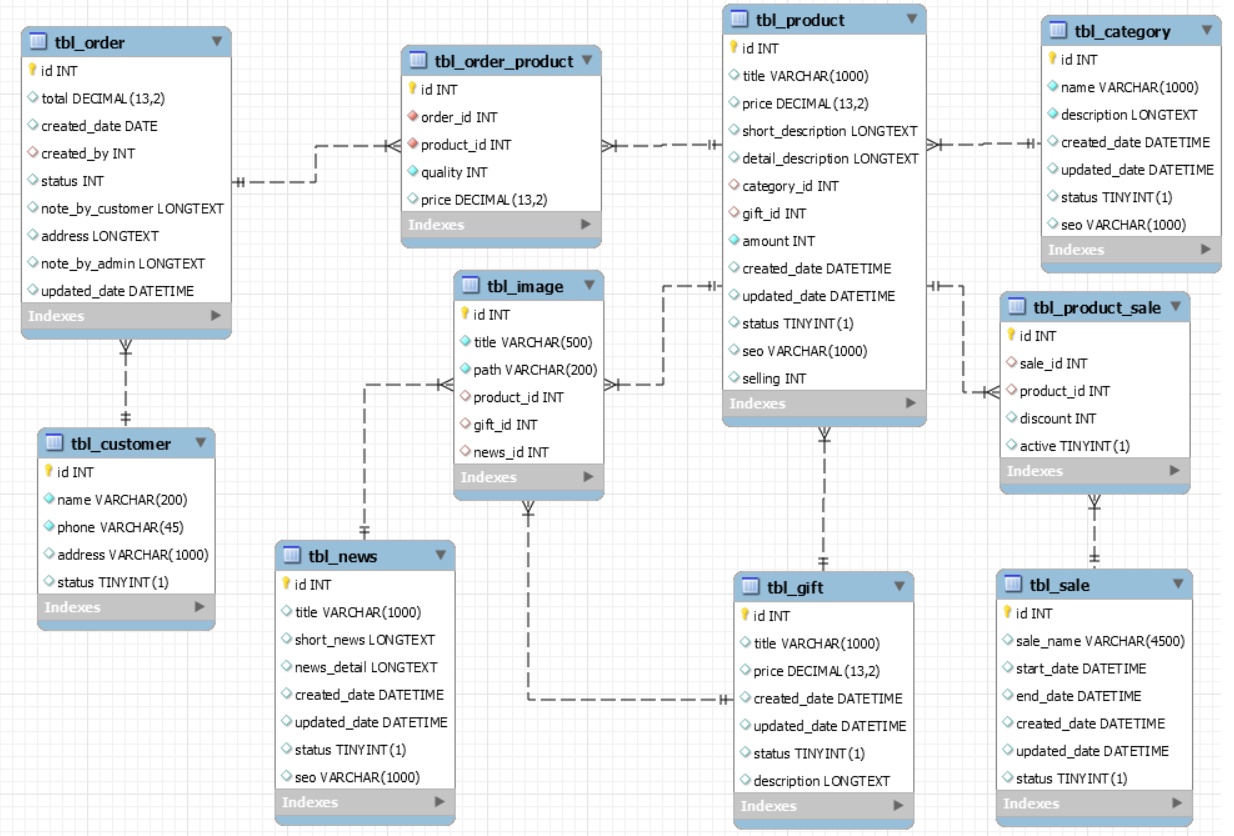 tbl_order
id INT
total DECIMAL(13,2)
created_date DATE
created_by INT
status INT
note_by_customer LONGTEXT
address LONGTEXT
note_by_admin LONGTEXT
updated_date DATETIME
Indexes
tbl_order_product
id INT
order_id INT
product_id INT
quality INT
price DECIMAL(13,2)
Indexes
tbl_product
id INT
title VARCHAR(1000)
price DECIMAL(13,2)
short_description LONGTEXT
detail_description LONGTEXT
category_id INT
gift_id INT
amount INT
created_date DATETIME
updated_date DATETIME
status TINYINT(1)
seo VARCHAR(1000)
selling INT
Indexes
tbl_category
id INT
name VARCHAR(1000)
description LONGTEXT
created_date DATETIME
updated_date DATETIME
status TINYINT(1)
seo VARCHAR(1000)
Indexes
tbl_image
id INT
title VARCHAR(500)
path VARCHAR(200)
product_id INT
gift_id INT
news_id INT
Indexes
tbl_product_sale
id INT
sale_id INT
product_id INT
discount INT
active TINYINT(1)
Indexes
tbl_customer
id INT
name VARCHAR(200)
phone VARCHAR(45)
address VARCHAR(1000)
status TINYINT(1)
Indexes
tbl_news
id INT
title VARCHAR(1000)
short_news LONGTEXT
news_detail LONGTEXT
created_date DATETIME
updated_date DATETIME
status TINYINT(1)
seo VARCHAR(1000)
Indexes
tbl_gift
id INT
title VARCHAR(1000)
price DECIMAL(13,2)
created_date DATETIME
updated_date DATETIME
status TINYINT(1)
description LONGTEXT
Indexes
tbl_sale
id INT
sale_name VARCHAR(4500)
start_date DATETIME
end_date DATETIME
created_date DATETIME
updated_date DATETIME
status TINYINT(1)
Indexes